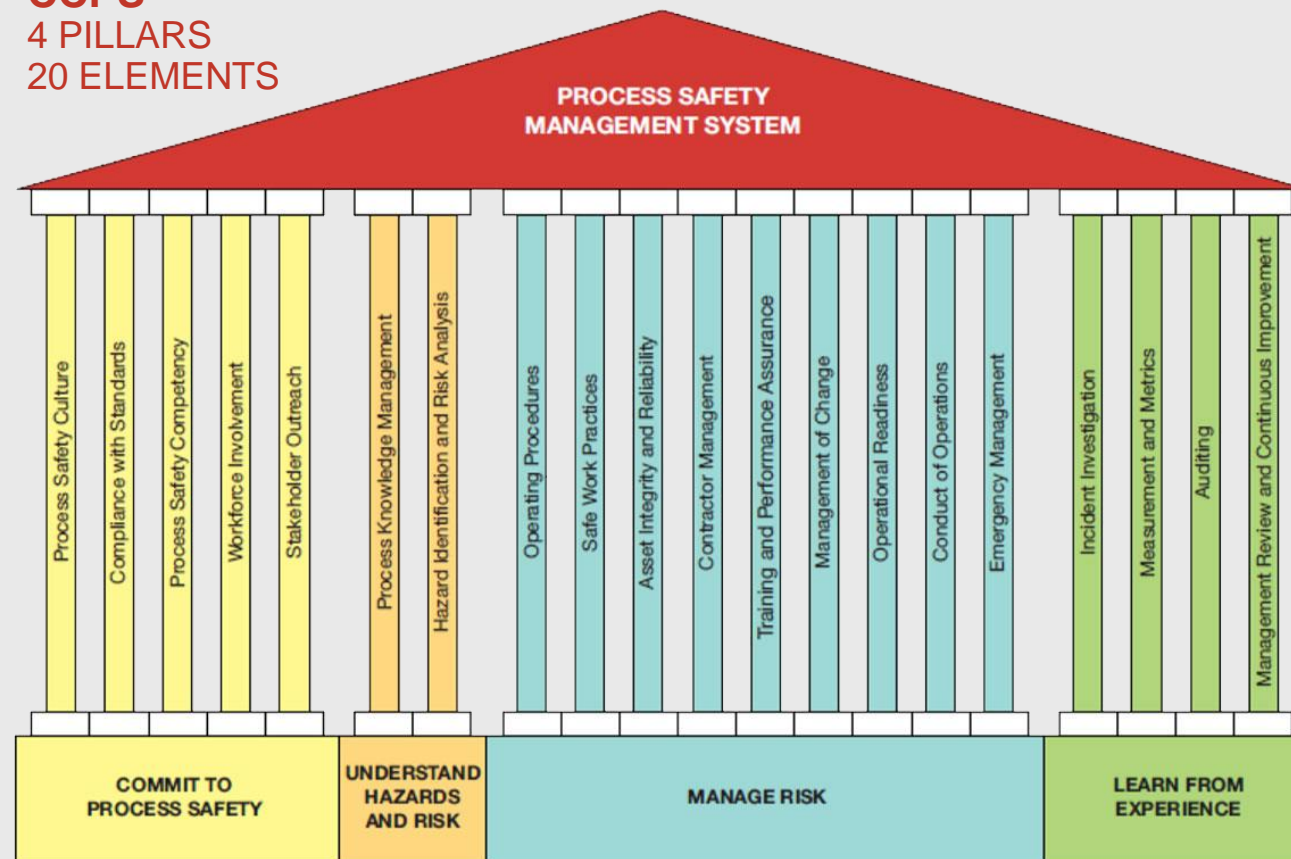 4 PILLARS
20 ELEMENTS
PROCESS SAFETY
MANAGEMENT SYSTEM
Process Safety Culture
Compliance with Standards
Process Safety Competency
Workforce Involvement
Stakeholder Outreach
Process Knowledge Management
Hazard Identification and Risk Analysis
Operating Procedures
Safe Work Practices
Asset Integrity and Reliability
Contractor Management
Training and Performance Assurance
Management of Change
Operational Readiness
Conduct of Operations
Emergency Management
Incident Investigation
Measurement and Metrics
Auditing
Management Review and Continuous Improvement
COMMIT TO
PROCESS SAFETY
UNDERSTAND
HAZARDS
AND RISK
MANAGE RISK
LEARN FROM
EXPERIENCE